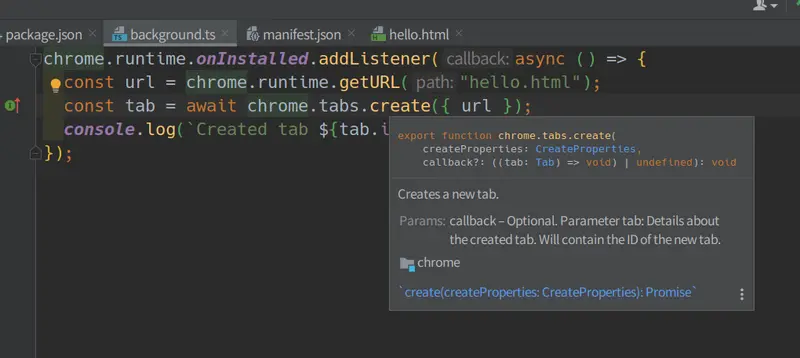 package.json
background.ts
manifest.json
hello.html
chrome.runtime.onInstalled.addListener( callback: async () => {
const url = chrome.runtime.getURL( path: "hello.html");
const tab = await chrome.tabs.create({ url });
console.log(`Created tab ${tab.i
});
export function chrome.tabs.create(
createProperties: CreateProperties,
callback?: ((tab: Tab) => void) | undefined): void
Creates a new tab.
Params: callback – Optional. Parameter tab: Details about
the created tab. Will contain the ID of the new tab.
chrome
`create(createProperties: CreateProperties): Promise`